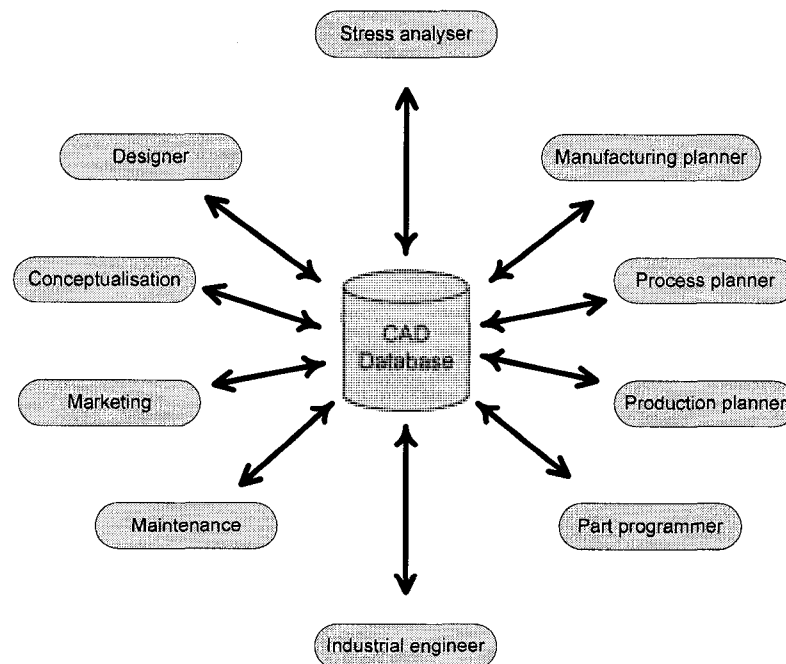 Stress analyser
Designer
Manufacturing planner
Conceptualisation
Process planner
CAD
Database
Marketing
Production planner
Maintenance
Part programmer
Industrial engineer